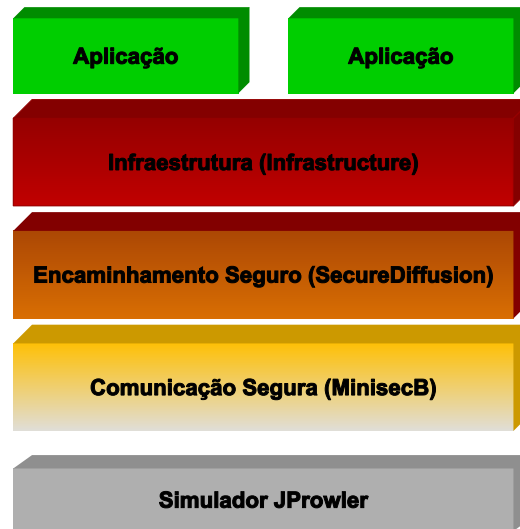 Aplicação
Aplicação
Infraestrutura (Infrastructure)
Encaminhamento Seguro (SecureDiffusion)
Comunicação Segura (MinisecB)
Simulador JProwler